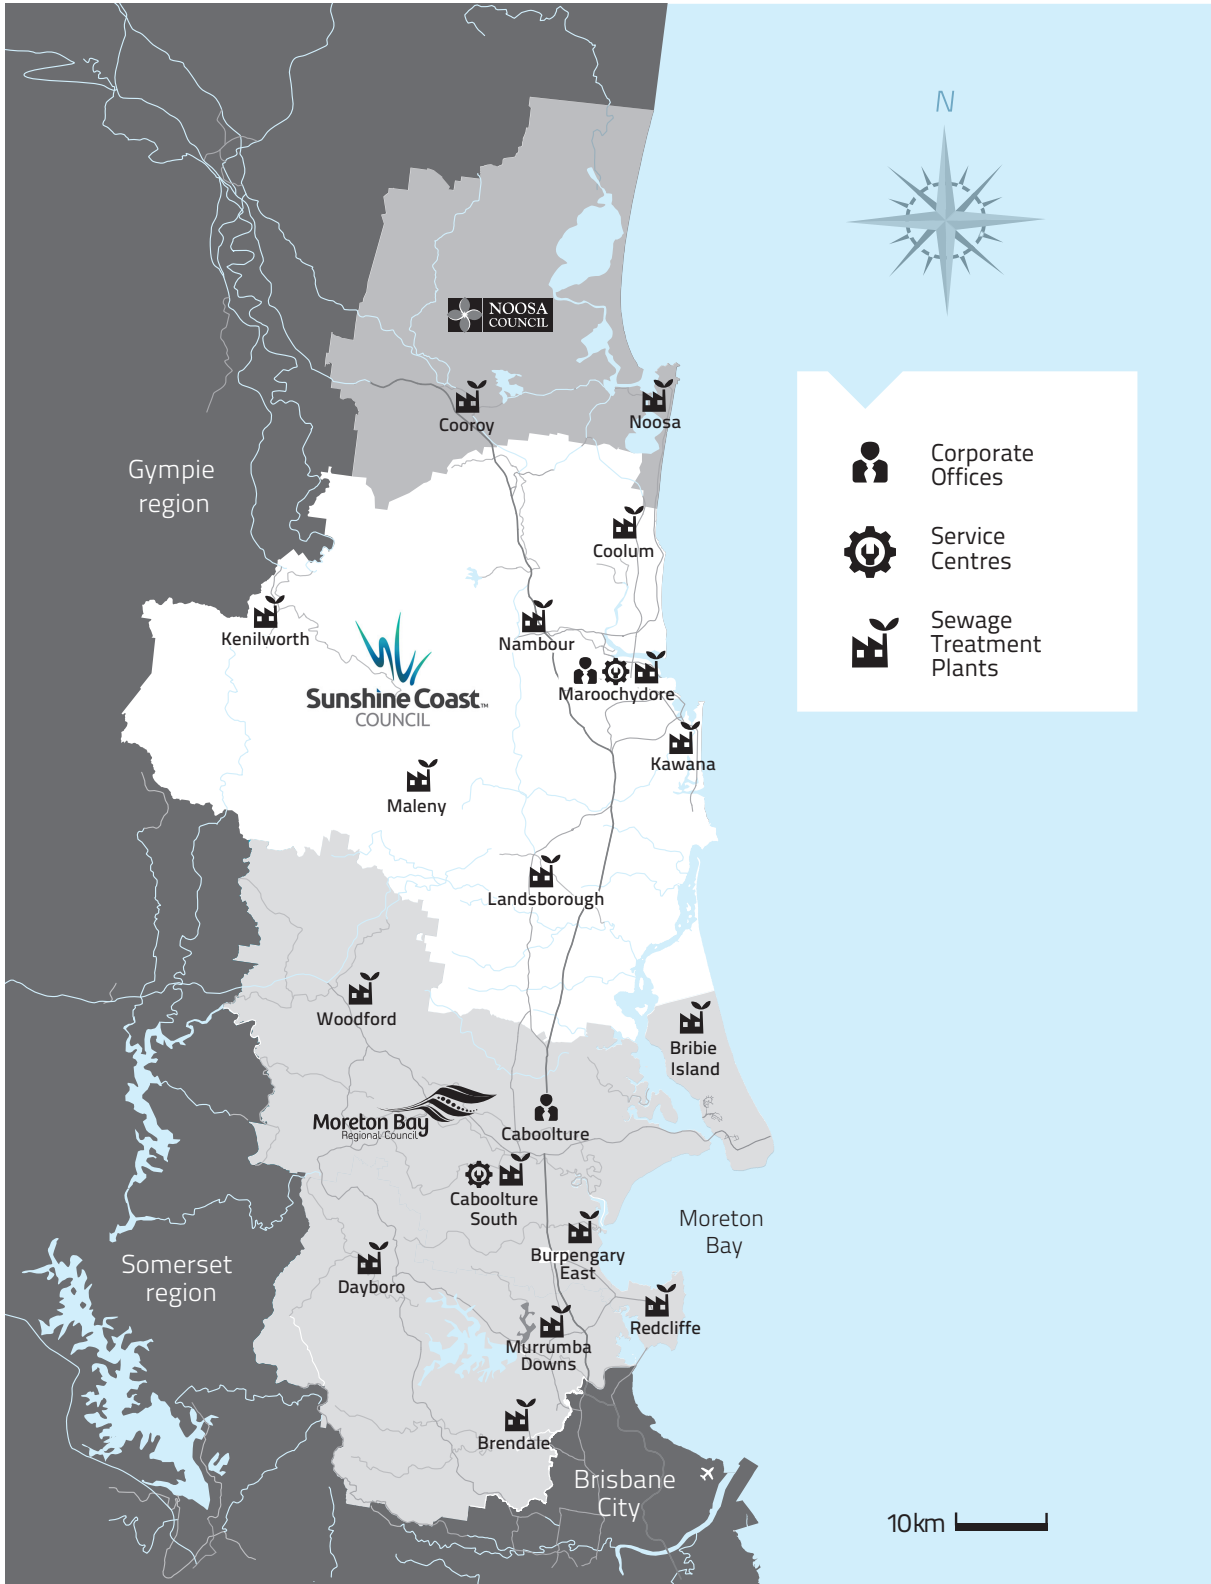 N
NOOSA
COUNCIL
Cooroy
Noosa
Corporate
Offices
Gympie
region
Service
Centres
Coolum
Sewage
Treatment
Plants
Kenilworth
Nambour
Sunshine Coast™
COUNCIL
Maroochydore
Kawana
Maleny
Landsborough
Woodford
Bribie
Island
Moreton Bay
Regional Council
Caboolture
Caboolture
South
Moreton
Bay
Burpengary
East
Somerset
region
Dayboro
Redcliffe
Murrumba
Downs
Brendale
Brisbane
City
10km